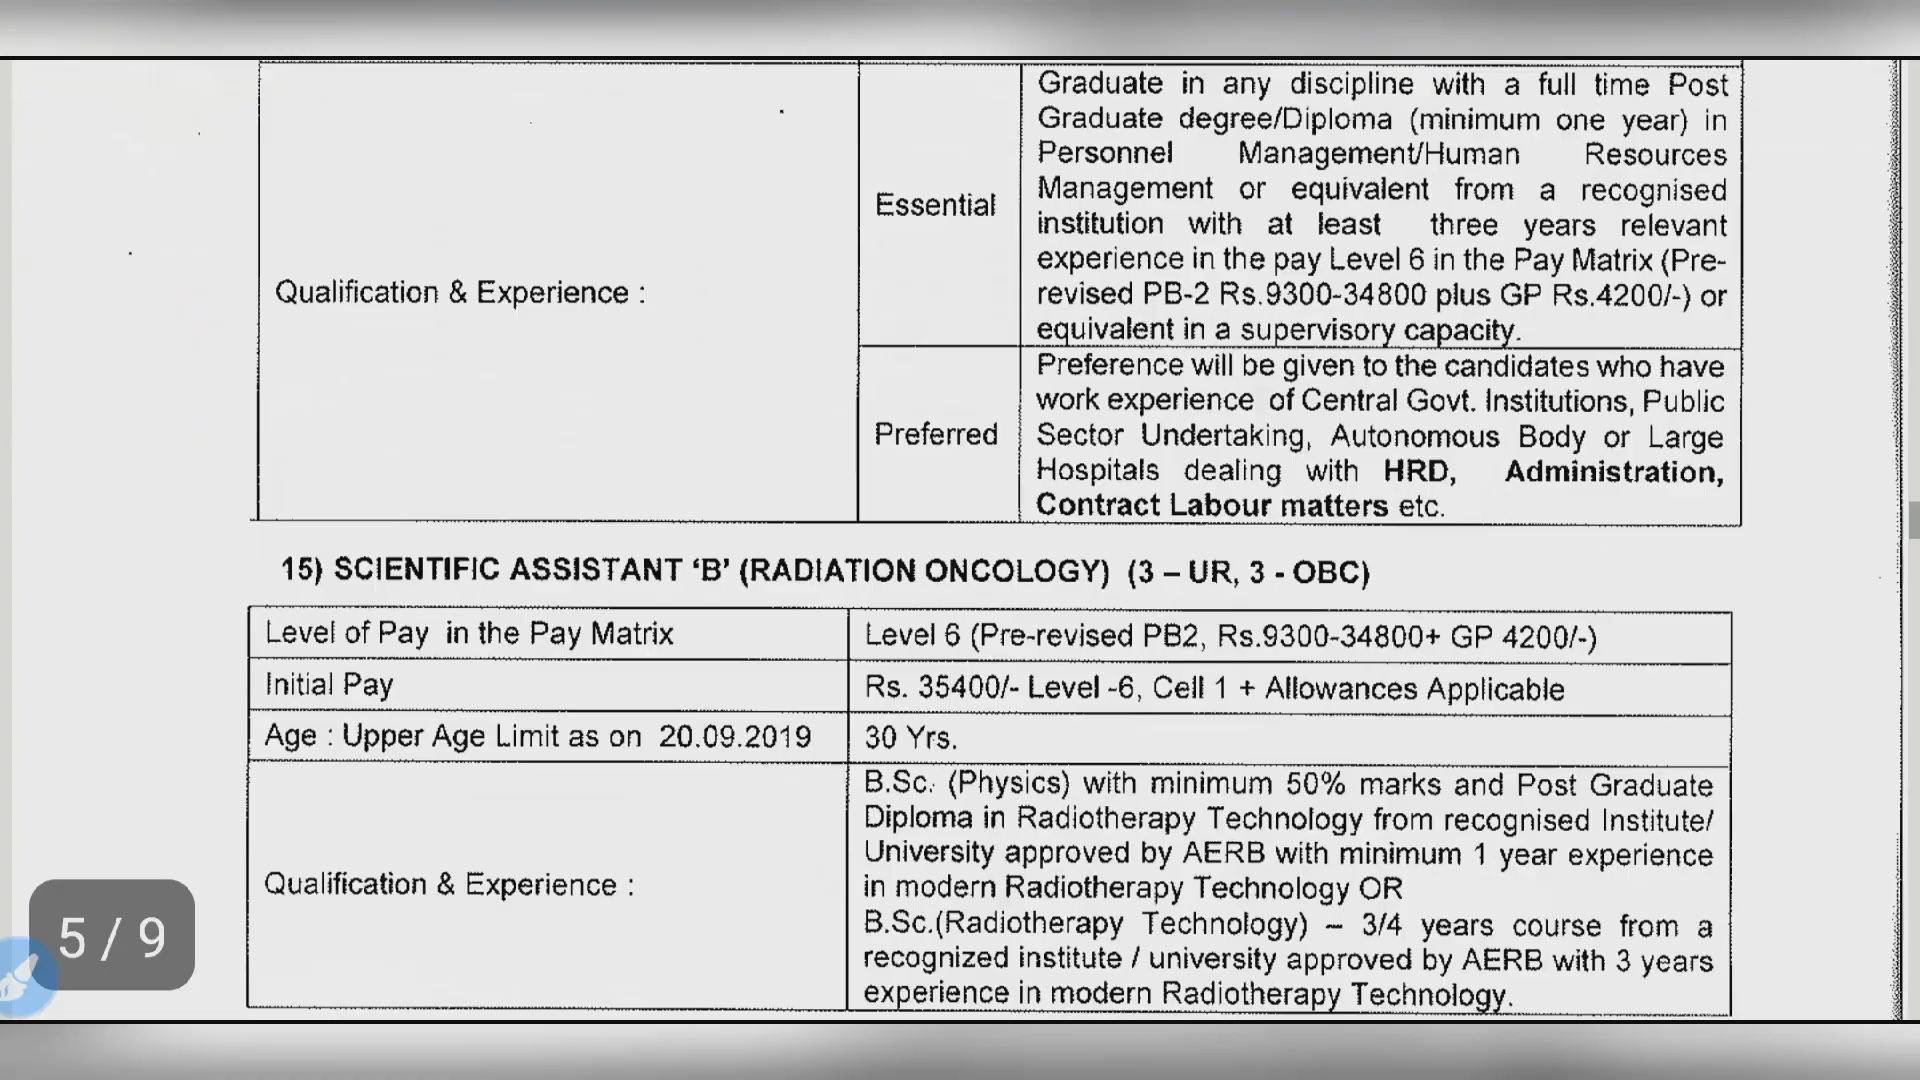 Graduate in any discipline with a full time Post
Graduate degree/Diploma (minimum one year) in
Personnel Management/Human Resources
Management or equivalent from a recognised
institution with at least three years relevant
experience in the pay Level 6 in the Pay Matrix (Pre-
revised PB-2 Rs.9300-34800 plus GP Rs.4200/-) or
equivalent in a supervisory capacity.
Essential
Qualification & Experience :
Preference will be given to the candidates who have
work experience of Central Govt. Institutions, Public
Sector Undertaking, Autonomous Body or Large
Hospitals dealing with HRD, Administration,
Contract Labour matters etc.
Preferred
15) SCIENTIFIC ASSISTANT ‘B’ (RADIATION ONCOLOGY) (3 – UR, 3 - OBC)
Level of Pay in the Pay Matrix
Level 6 (Pre-revised PB2, Rs.9300-34800+ GP 4200/-)
Initial Pay
Rs. 35400/- Level -6, Cell 1 + Allowances Applicable
Age : Upper Age Limit as on 20.09.2019
30 Yrs.
Qualification & Experience :
B.Sc. (Physics) with minimum 50% marks and Post Graduate
Diploma in Radiotherapy Technology from recognised Institute/
University approved by AERB with minimum 1 year experience
in modern Radiotherapy Technology OR
B.Sc.(Radiotherapy Technology) – 3/4 years course from a
recognized institute / university approved by AERB with 3 years
experience in modern Radiotherapy Technology.
5 / 9